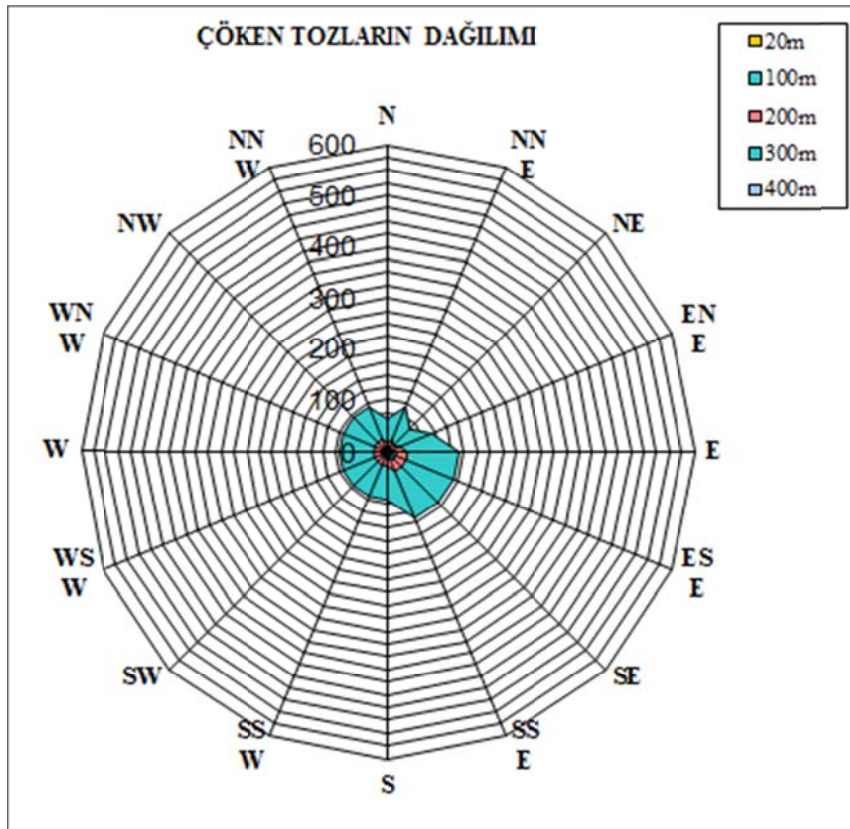 ÇÖKEN TOZLARIN DAĞILIMI
20m
100m
200m
300m
400m
N
NN
E
NE
EN
E
E
ES
E
SE
SS
E
S
SS
W
SW
WS
W
W
WN
W
NW
NN
W
600
500
400
300
200
100
0